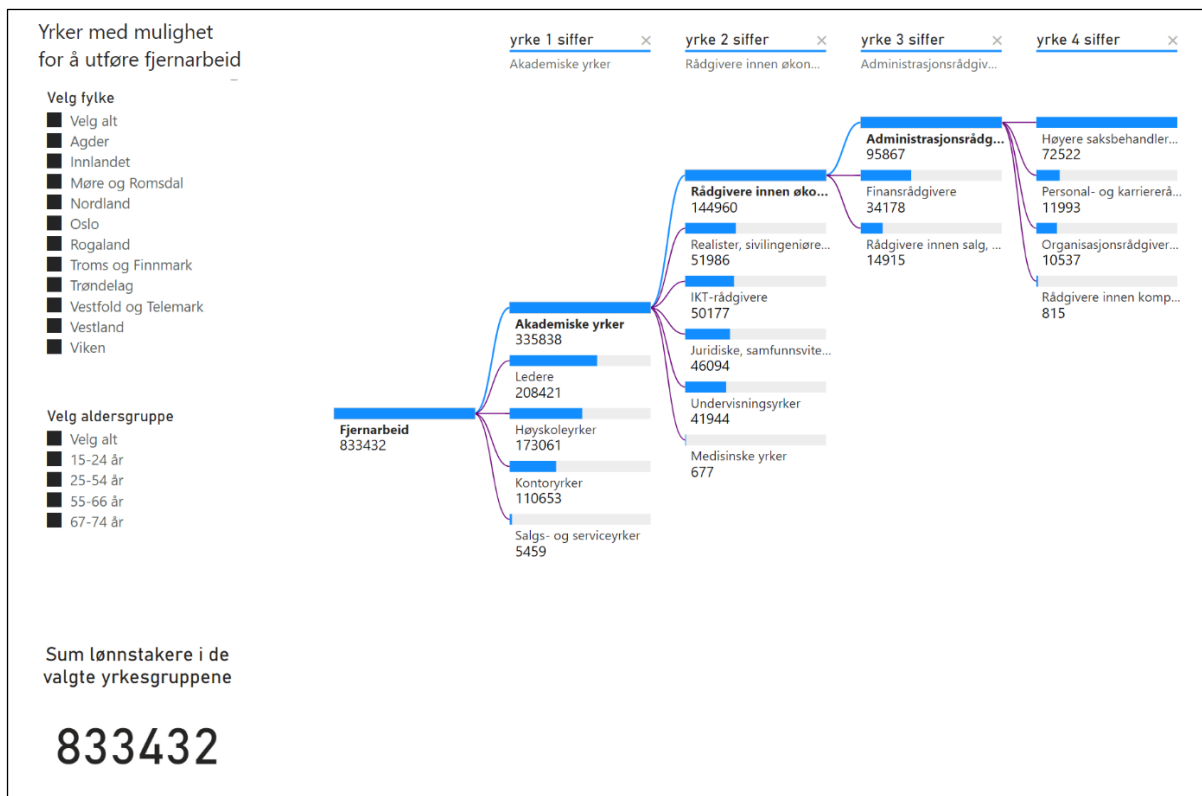 Yrker med mulighet
for å utføre fjernarbeid
Velg fylke
Velg alt
Agder
Innlandet
Møre og Romsdal
Nordland
Oslo
Rogaland
Troms og Finnmark
Trøndelag
Vestfold og Telemark
Vestland
Viken
Velg aldersgruppe
Velg alt
15-24 år
25-54 år
55-66 år
67-74 år
Sum lønnstakere i de
valgte yrkesgruppene
833432
Fjernarbeid
833432
yrke 1 siffer
Akademiske yrker
Akademiske yrker
335838
Ledere
208421
Høyskoleyrker
173061
Kontoryrker
110653
Salgs- og serviceyrker
5459
yrke 2 siffer
Rådgivere innen økon...
Rådgivere innen øko...
144960
Realister, sivilingeniøre...
51986
IKT-rådgivere
50177
Juridiske, samfunnsvite...
46094
Undervisningsyrker
41944
Medisinske yrker
677
yrke 3 siffer
Administrasjonsrådgiv...
Administrasjonsrådg...
95867
Finansrådgivere
34178
Rådgivere innen salg, ...
14915
yrke 4 siffer
Høyere saksbehandler...
72522
Personal- og karriererå...
11993
Organisasjonsrådgiver...
10537
Rådgivere innen komp...
815